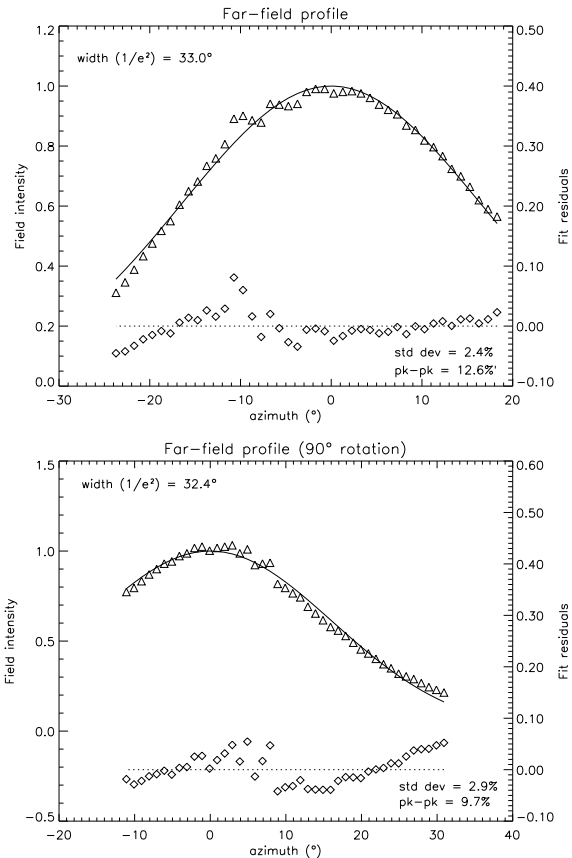 Far-field profile
1.2
1.0
0.8
0.6
0.4
0.2
0.0
Field intensity
width (1/e²) = 33.0°
0.50
0.40
0.30
0.20
0.10
0.00
−0.10
Fit residuals
std dev = 2.4%
pk−pk = 12.6%
−30 −20 −10 0 10 20
azimuth (°)
Far-field profile (90° rotation)
1.5
1.0
0.5
0.0
−0.5
Field intensity
width (1/e²) = 32.4°
0.60
0.50
0.40
0.30
0.20
0.10
0.00
−0.10
Fit residuals
std dev = 2.9%
pk−pk = 9.7%
−20 −10 0 10 20 30 40
azimuth (°)